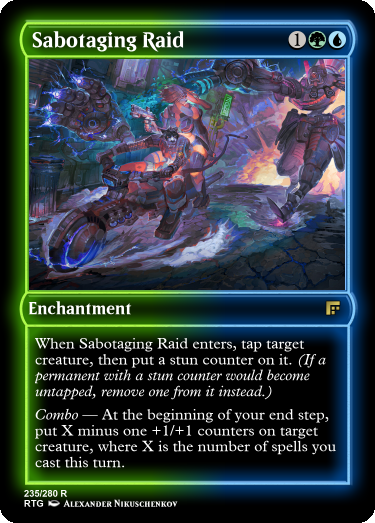 Sabotaging Raid 1
Enchantment
When Sabotaging Raid enters, tap target
creature, then put a stun counter on it. (If a
permanent with a stun counter would become
untapped, remove one from it instead.)
Combo — At the beginning of your end step,
put X minus one +1/+1 counters on target
creature, where X is the number of spells you
cast this turn.
235/280 R
RTG ALEXANDER NIKUSCHENKOV